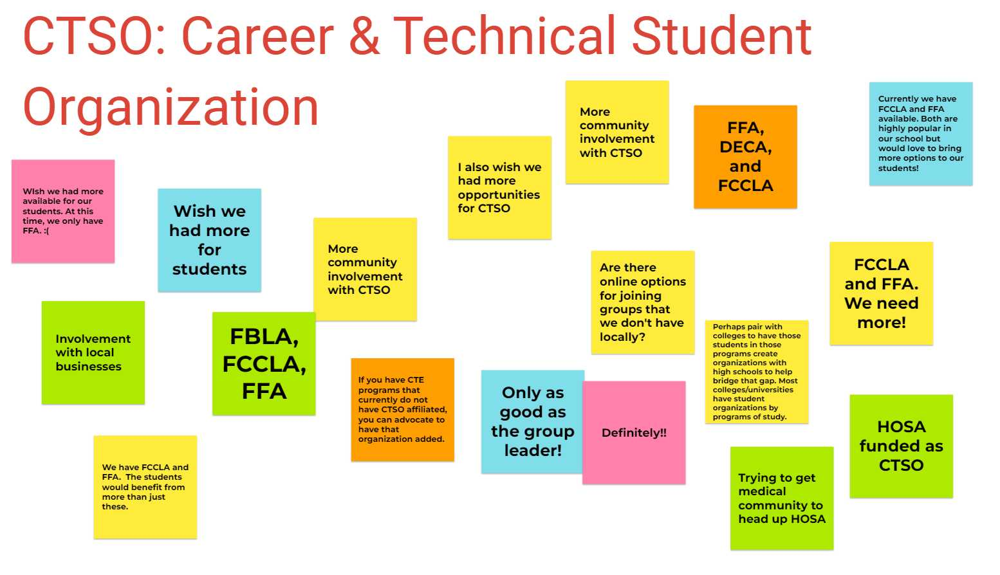 CTSO: Career & Technical Student
Organization
WIsh we had more
available for our
students. At this
time, we only have
FFA. :(
Wish we
had more
for
students
More
community
involvement
with CTSO
I also wish we
had more
opportunities
for CTSO
More
community
involvement
with CTSO
FFA,
DECA,
and
FCCLA
Currently we have
FCCLA and FFA
available. Both are
highly popular in
our school but
would love to bring
more options to our
students!
Involvement
with local
businesses
FBLA,
FCCLA,
FFA
If you have CTE
programs that
currently do not
have CTSO affiliated,
you can advocate to
have that
organization added.
Only as
good as
the group
leader!
Definitely!!
Are there
online options
for joining
groups that
we don't have
locally?
Perhaps pair with
colleges to have those
students in those
programs create
organizations with
high schools to help
bridge that gap. Most
colleges/universities
have student
organizations by
programs of study.
FCCLA
and FFA.
We need
more!
We have FCCLA and
FFA.  The students
would benefit from
more than just
these.
Trying to get
medical
community to
head up HOSA
HOSA
funded as
CTSO